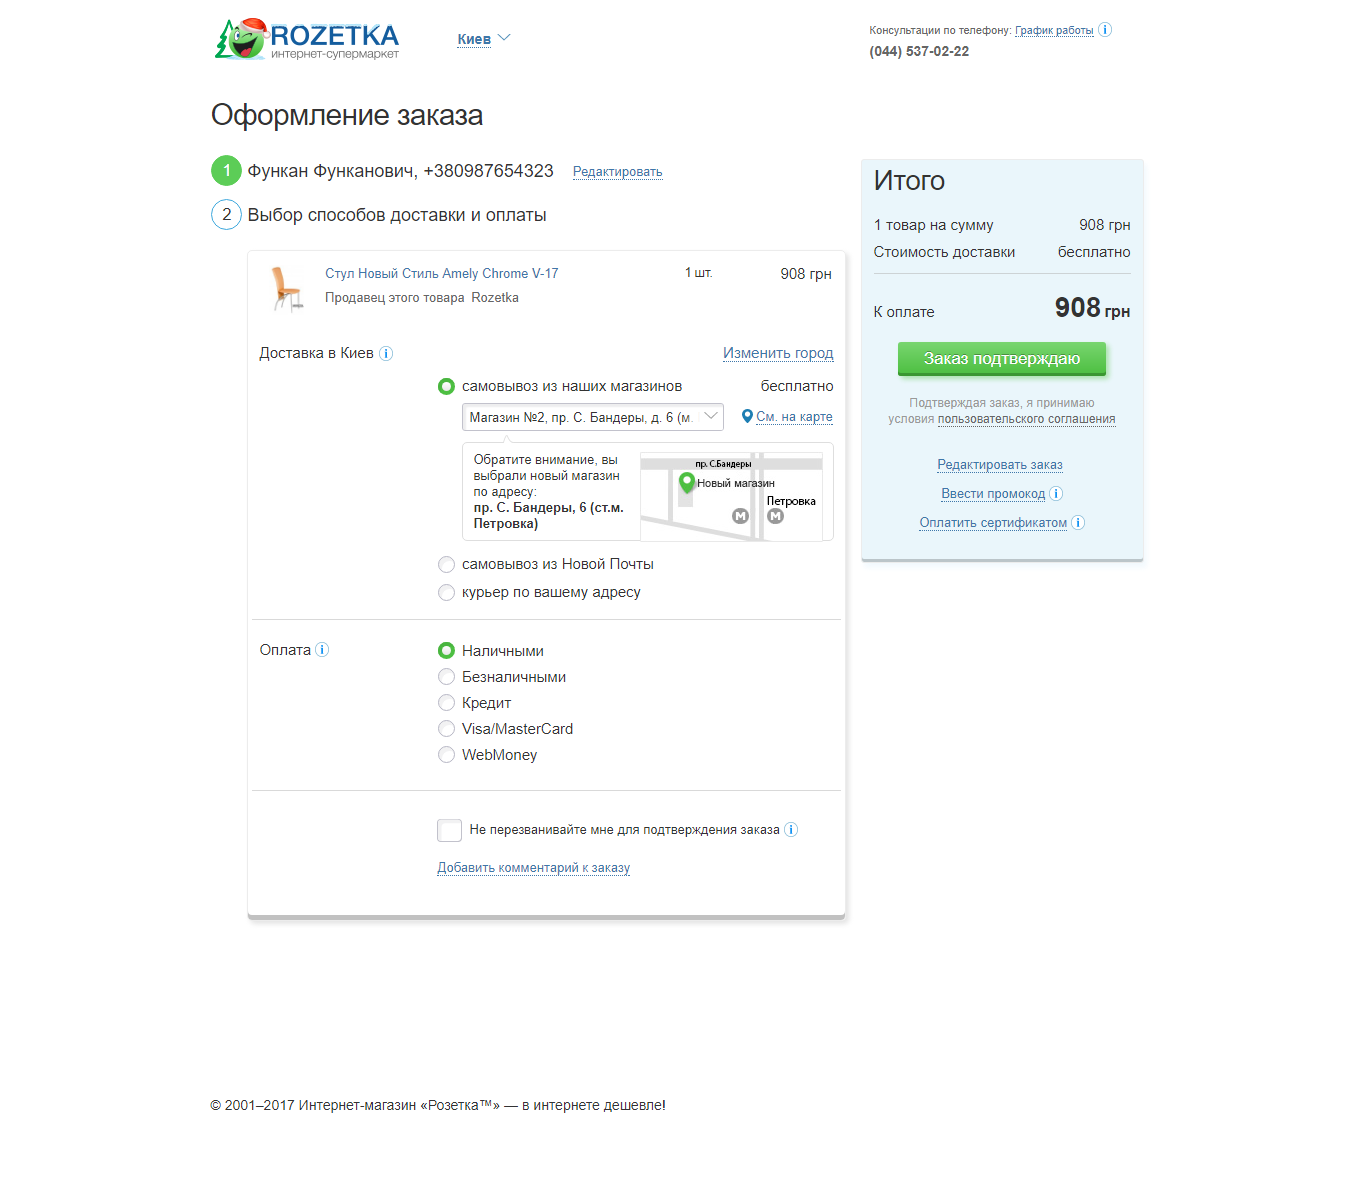 ROZETKA
интернет-супермаркет
Киев
Консультации по телефону: График работы i
(044) 537-02-22
Оформление заказа
1 Функан Функанович, +380987654323 Редактировать
2 Выбор способов доставки и оплаты
Стул Новый Стиль Amely Chrome V-17 1 шт. 908 грн
Продавец этого товара Rozetka
Доставка в Киев i Изменить город
самовывоз из наших магазинов бесплатно
Магазин №2, пр. С. Бандеры, д. 6 (м. См. на карте
Обратите внимание, вы
выбрали новый магазин
по адресу:
пр. С. Бандеры, 6 (ст.м.
Петровка)
пр. С.Бандеры
Новый магазин
Петровка
М М
самовывоз из Новой Почты
курьер по вашему адресу
Оплата i
Наличными
Безналичными
Кредит
Visa/MasterCard
WebMoney
Не перезванивайте мне для подтверждения заказа i
Добавить комментарий к заказу
Итого
1 товар на сумму 908 грн
Стоимость доставки бесплатно
К оплате 908 грн
Заказ подтверждаю
Подтверждая заказ, я принимаю
условия пользовательского соглашения
Редактировать заказ
Ввести промокод i
Оплатить сертификатом i
© 2001–2017 Интернет-магазин «Розетка™» — в интернете дешевле!